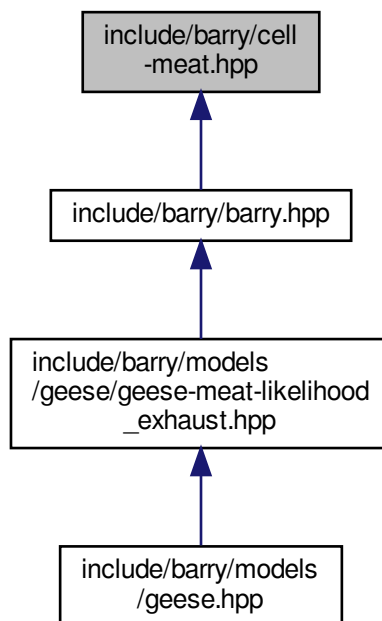 include/barry/cell
-meat.hpp
include/barry/barry.hpp
include/barry/models
/geese/geese-meat-likelihood
_exhaust.hpp
include/barry/models
/geese.hpp